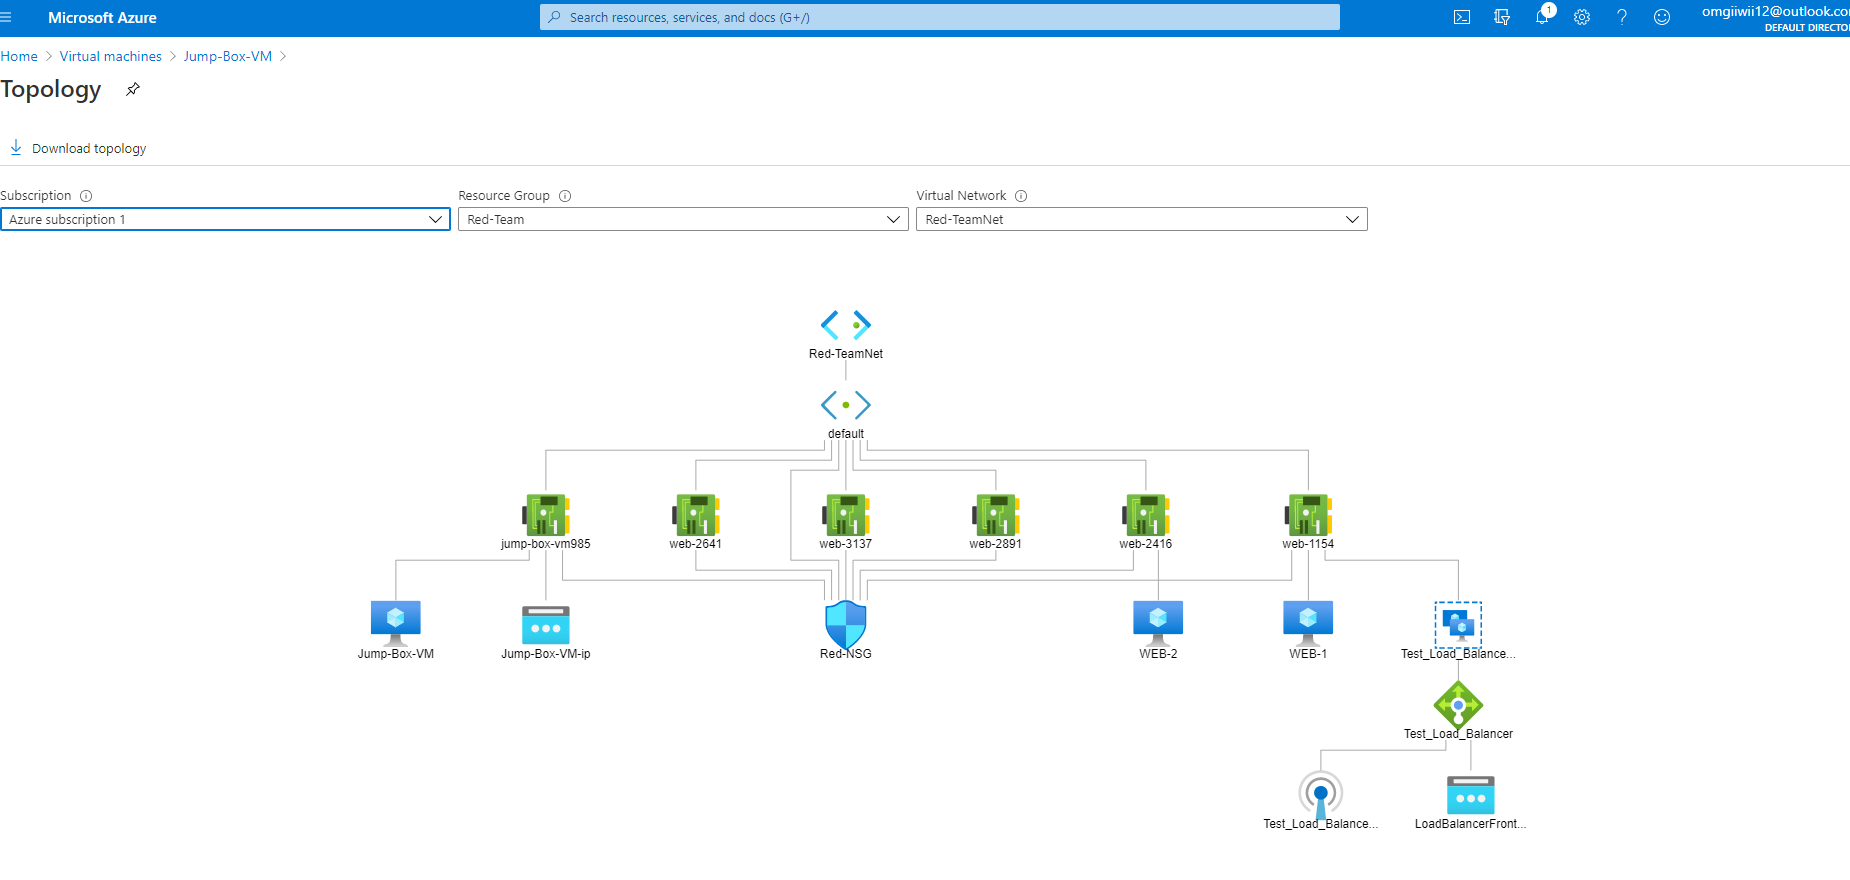 Microsoft Azure
Search resources, services, and docs (G+/)
1
omgiiwii12@outlook.co
DEFAULT DIRECTO
Home > Virtual machines > Jump-Box-VM >
Topology
Download topology
Subscription
Resource Group
Virtual Network
Azure subscription 1
Red-Team
Red-TeamNet
Red-TeamNet
default
jump-box-vm985
web-2641
web-3137
web-2891
web-2416
web-1154
Jump-Box-VM
Jump-Box-VM-ip
Red-NSG
WEB-2
WEB-1
Test_Load_Balance...
Test_Load_Balancer
Test_Load_Balance...
LoadBalancerFront...